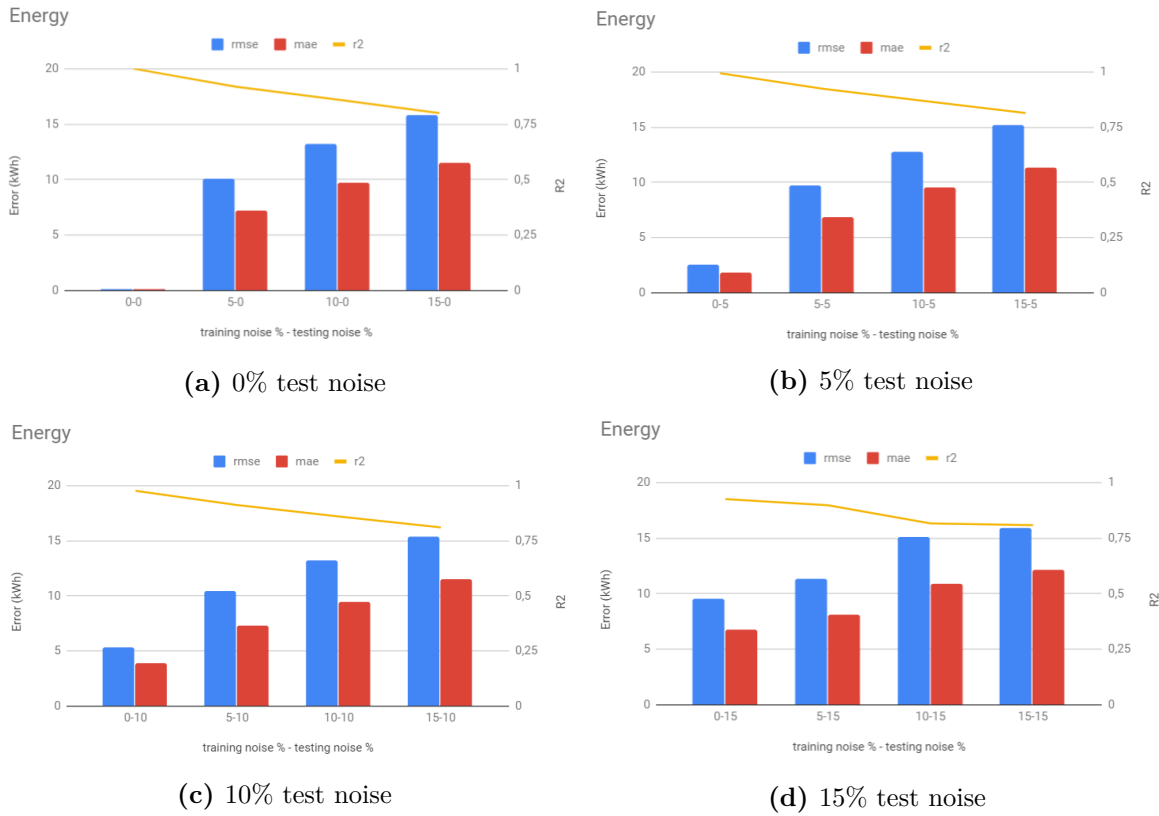 Energy
rmse mae r2
20 1
15 0,75
10 0,5
5 0,25
0 0
Error (kWh)
R2
0-0 5-0 10-0 15-0
training noise % - testing noise %
(a) 0% test noise
Energy
rmse mae r2
20 1
15 0,75
10 0,5
5 0,25
0 0
Error (kWh)
R2
0-5 5-5 10-5 15-5
training noise % - testing noise %
(b) 5% test noise
Energy
rmse mae r2
20 1
15 0,75
10 0,5
5 0,25
0 0
Error (kWh)
R2
0-10 5-10 10-10 15-10
training noise % - testing noise %
(c) 10% test noise
Energy
rmse mae r2
20 1
15 0,75
10 0,5
5 0,25
0 0
Error (kWh)
R2
0-15 5-15 10-15 15-15
training noise % - testing noise %
(d) 15% test noise